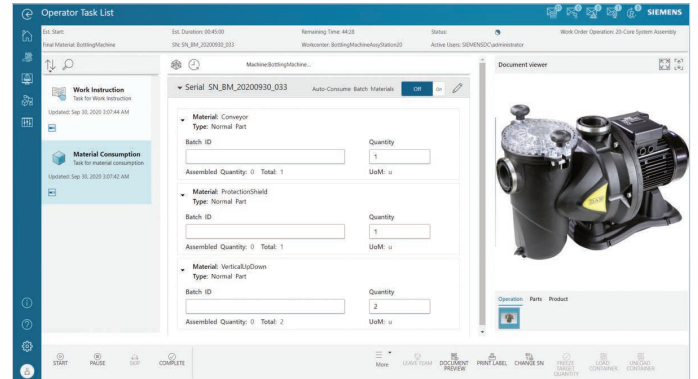 Operator Task List
SIEMENS
Est. Start:
Est. Duration: 00:45:00
Remaining Time: 44:28
Status:
Work Order Operation: 20-Core System Assembly
Final Material: BottlingMachine
SN: SN_BM_20200930_033
Workcenter: BottlingMachineAssyStation20
Active Users: SIEMENSDC\administrator
Machine:BottlingMachine...
Document viewer
Work Instruction
Task for Work Instruction
Updated: Sep 30, 2020 3:07:44 AM
Material Consumption
Task for material consumption
Updated: Sep 30, 2020 3:07:42 AM
Serial SN_BM_20200930_033
Auto-Consume Batch Materials
Off
On
Material: Conveyor
Type: Normal Part
Batch ID
Quantity
1
Assembled Quantity: 0 Total: 1
UoM: u
Material: ProtectionShield
Type: Normal Part
Batch ID
Quantity
1
Assembled Quantity: 0 Total: 1
UoM: u
Material: VerticalUpDown
Type: Normal Part
Batch ID
Quantity
2
Assembled Quantity: 0 Total: 2
UoM: u
Operation Parts Product
START
PAUSE
SKIP
COMPLETE
More
LEAVE TEAM
DOCUMENT PREVIEW
PRINT LABEL
CHANGE SN
FREEZE TARGET QUANTITY
LOAD CONTAINER
UNLOAD CONTAINER